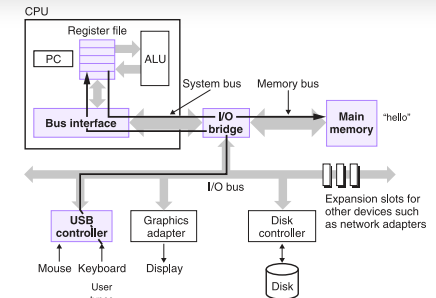 CPU
Register file
PC
ALU
System bus
Memory bus
Bus interface
I/O
bridge
Main
memory
"hello"
I/O bus
Expansion slots for
other devices such
as network adapters
USB
controller
Graphics
adapter
Disk
controller
Mouse
Keyboard
Display
Disk
User